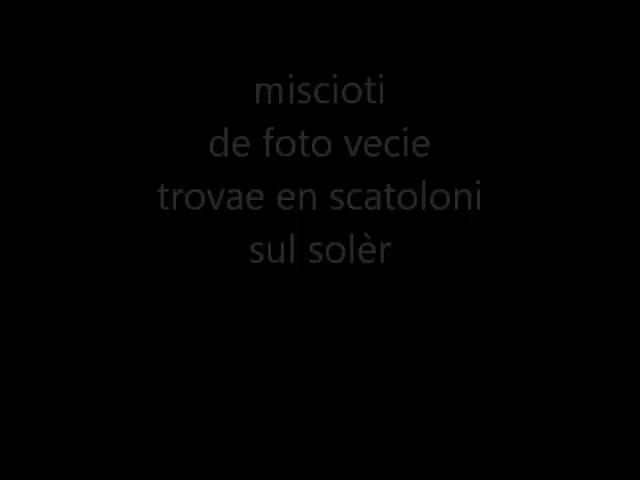 miscioti
de foto vecie
trovae en scatoloni
sul solèr